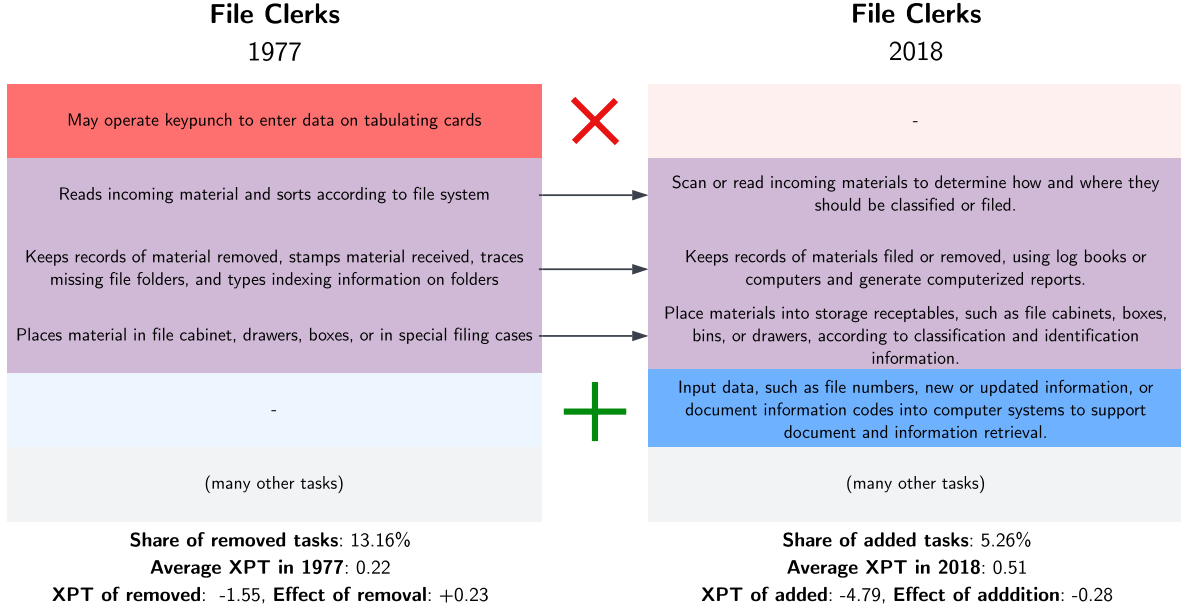 File Clerks
1977
File Clerks
2018
May operate keypunch to enter data on tabulating cards
-
Reads incoming material and sorts according to file system
Scan or read incoming materials to determine how and where they
should be classified or filed.
Keeps records of material removed, stamps material received, traces
missing file folders, and types indexing information on folders
Keeps records of materials filed or removed, using log books or
computers and generate computerized reports.
Places material in file cabinet, drawers, boxes, or in special filing cases
Place materials into storage receptables, such as file cabinets, boxes,
bins, or drawers, according to classification and identification
information.
-
Input data, such as file numbers, new or updated information, or
document information codes into computer systems to support
document and information retrieval.
(many other tasks)
(many other tasks)
Share of removed tasks: 13.16%
Average XPT in 1977: 0.22
XPT of removed: -1.55, Effect of removal: +0.23
Share of added tasks: 5.26%
Average XPT in 2018: 0.51
XPT of added: -4.79, Effect of adddition: -0.28